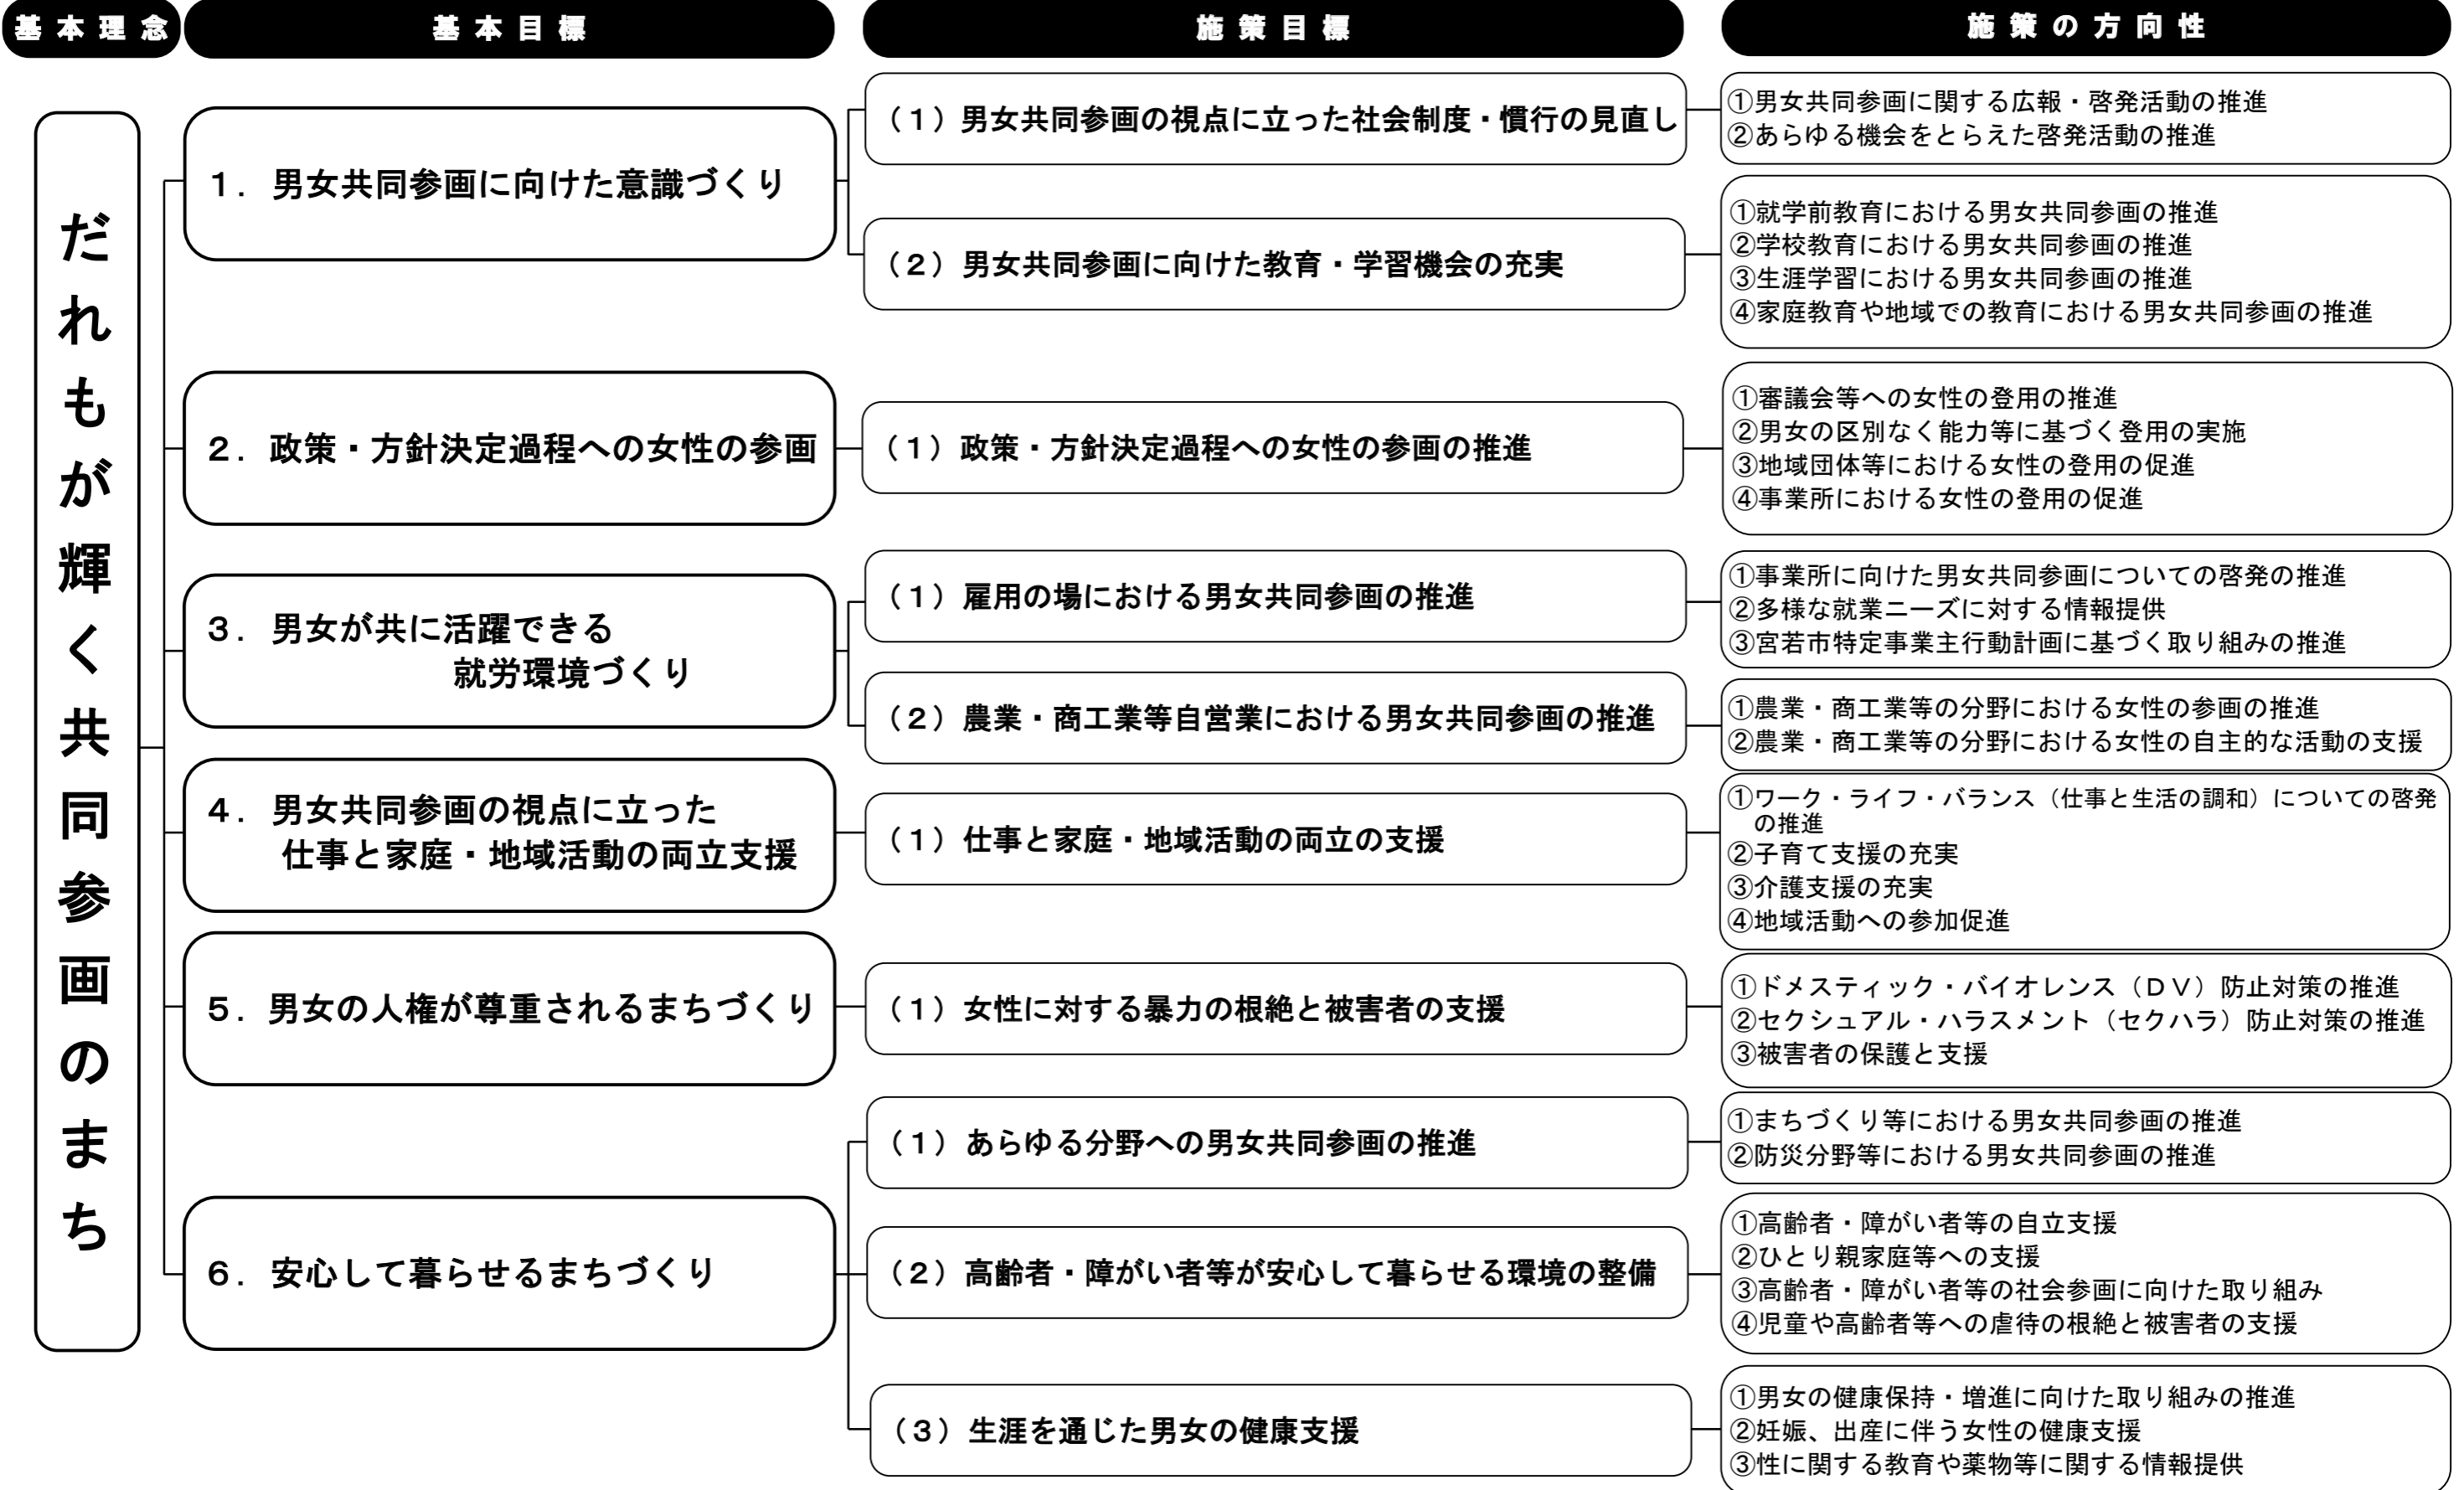 基本理念
基本目標
施策目標
施策の方向性
だれもが輝く共同参画のまち
1．男女共同参画に向けた意識づくり
（1）男女共同参画の視点に立った社会制度・慣行の見直し
①男女共同参画に関する広報・啓発活動の推進
②あらゆる機会をとらえた啓発活動の推進
（2）男女共同参画に向けた教育・学習機会の充実
①就学前教育における男女共同参画の推進
②学校教育における男女共同参画の推進
③生涯学習における男女共同参画の推進
④家庭教育や地域での教育における男女共同参画の推進
2．政策・方針決定過程への女性の参画
（1）政策・方針決定過程への女性の参画の推進
①審議会等への女性の登用の推進
②男女の区別なく能力等に基づく登用の実施
③地域団体等における女性の登用の促進
④事業所における女性の登用の促進
3．男女が共に活躍できる
就労環境づくり
（1）雇用の場における男女共同参画の推進
①事業所に向けた男女共同参画についての啓発の推進
②多様な就業ニーズに対する情報提供
③宮若市特定事業主行動計画に基づく取り組みの推進
（2）農業・商工業等自営業における男女共同参画の推進
①農業・商工業等の分野における女性の参画の推進
②農業・商工業等の分野における女性の自主的な活動の支援
4．男女共同参画の視点に立った
仕事と家庭・地域活動の両立支援
（1）仕事と家庭・地域活動の両立の支援
①ワーク・ライフ・バランス（仕事と生活の調和）についての啓発
の推進
②子育て支援の充実
③介護支援の充実
④地域活動への参加促進
5．男女の人権が尊重されるまちづくり
（1）女性に対する暴力の根絶と被害者の支援
①ドメスティック・バイオレンス（ＤＶ）防止対策の推進
②セクシュアル・ハラスメント（セクハラ）防止対策の推進
③被害者の保護と支援
6．安心して暮らせるまちづくり
（1）あらゆる分野への男女共同参画の推進
①まちづくり等における男女共同参画の推進
②防災分野等における男女共同参画の推進
（2）高齢者・障がい者等が安心して暮らせる環境の整備
①高齢者・障がい者等の自立支援
②ひとり親家庭等への支援
③高齢者・障がい者等の社会参画に向けた取り組み
④児童や高齢者等への虐待の根絶と被害者の支援
（3）生涯を通じた男女の健康支援
①男女の健康保持・増進に向けた取り組みの推進
②妊娠、出産に伴う女性の健康支援
③性に関する教育や薬物等に関する情報提供